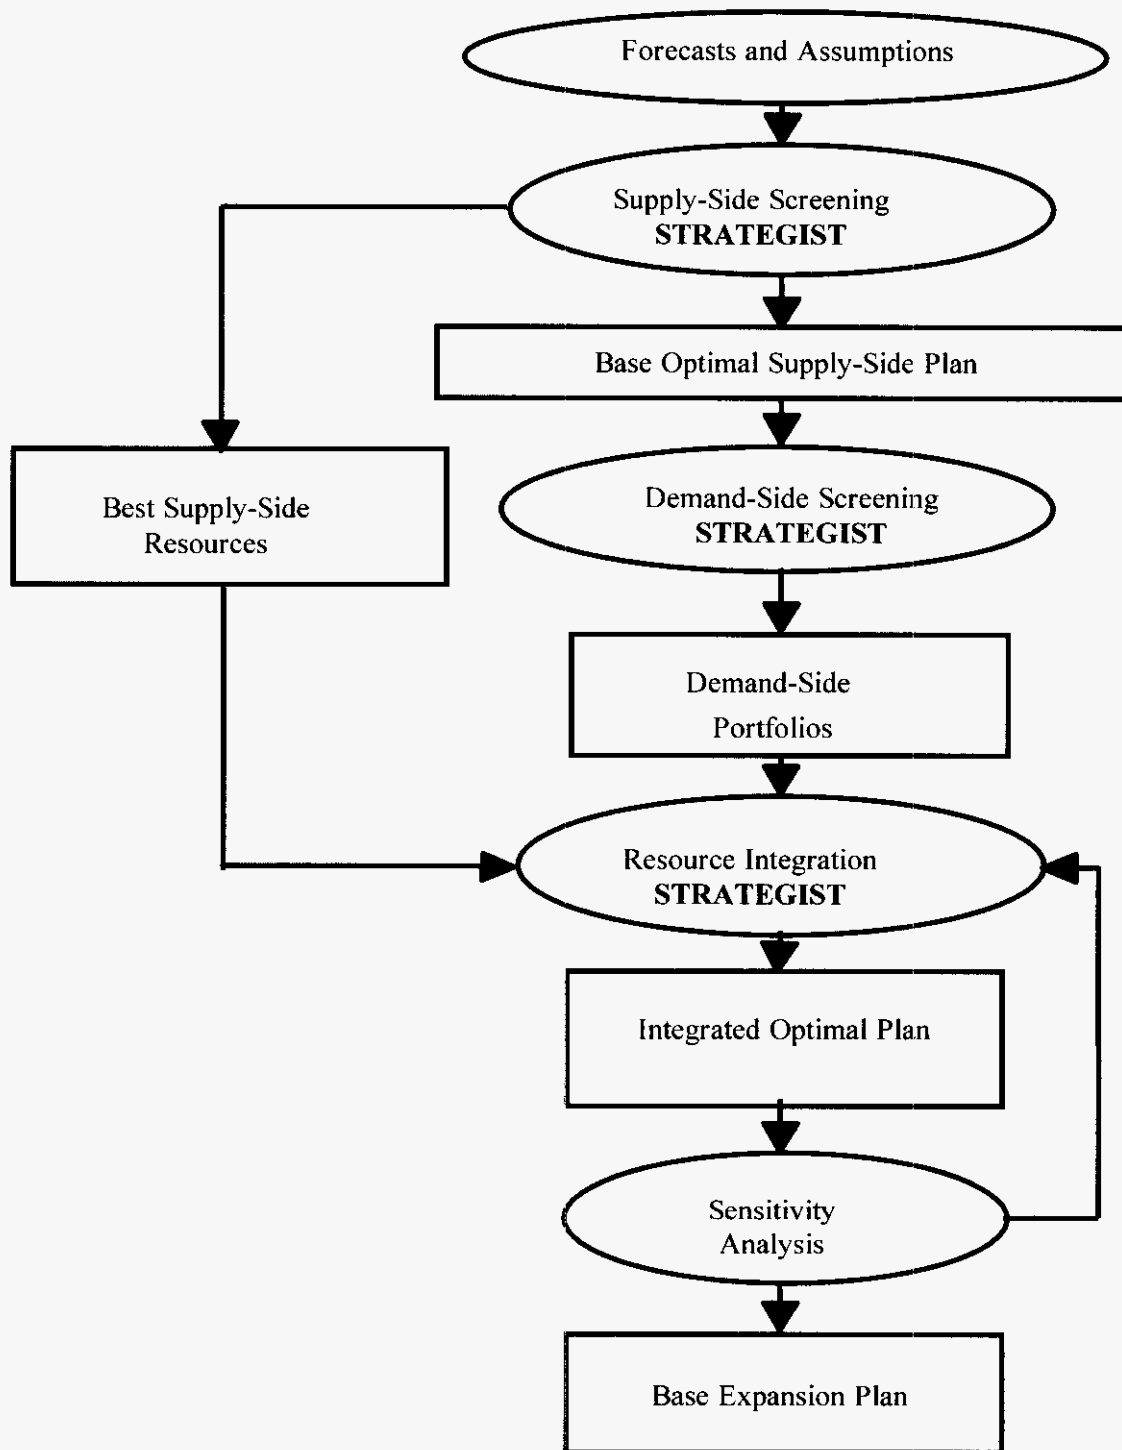 Forecasts and Assumptions
Supply-Side Screening
STRATEGIST
Base Optimal Supply-Side Plan
Best Supply-Side
Resources
Demand-Side Screening
STRATEGIST
Demand-Side
Portfolios
Resource Integration
STRATEGIST
Integrated Optimal Plan
Sensitivity
Analysis
Base Expansion Plan